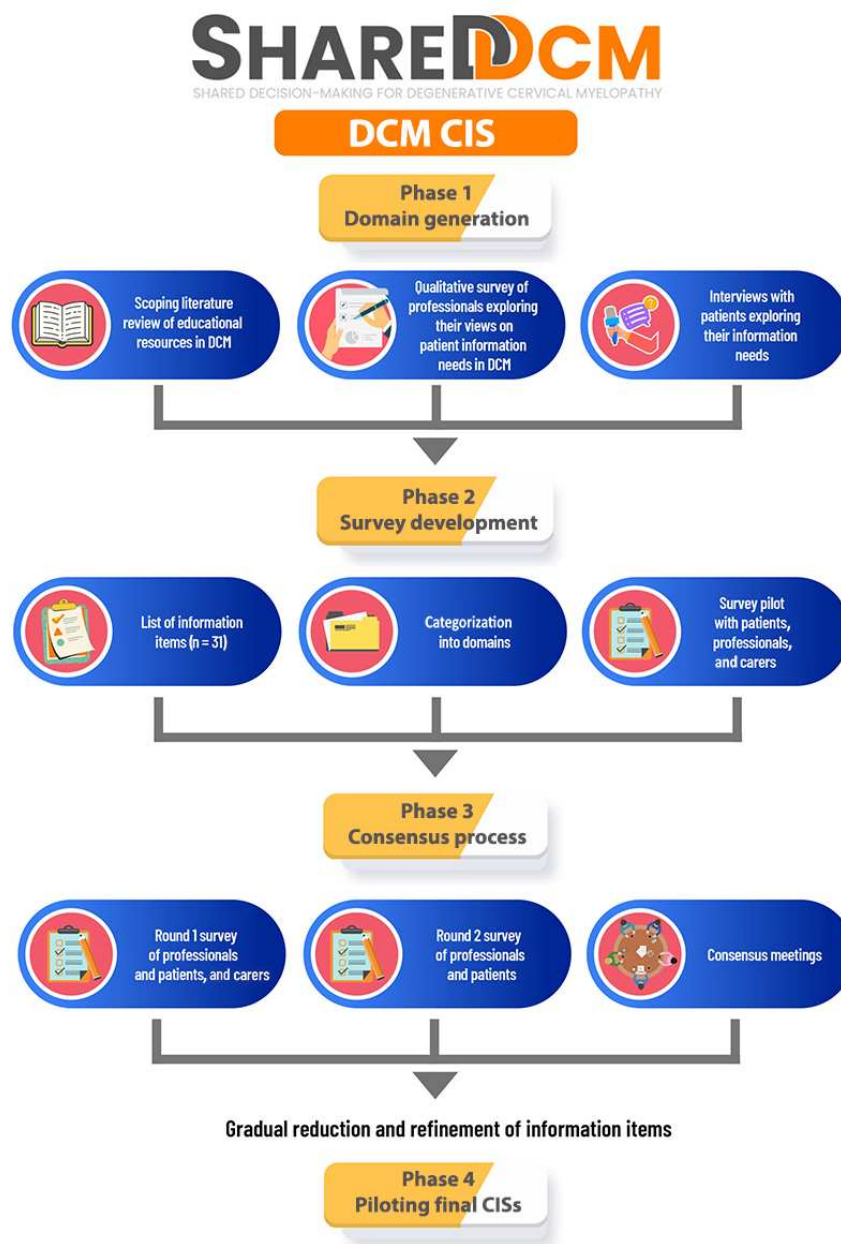 SHAREDDCM
SHARED DECISION-MAKING FOR DEGENERATIVE CERVICAL MYELOPATHY
DCM CIS
Phase 1
Domain generation
Scoping literature
review of educational
resources in DCM
Qualitative survey of
professionals exploring
their views on
patient information
needs in DCM
Interviews with
patients exploring
their information
needs
Phase 2
Survey development
List of information
items (n = 31)
Categorization
into domains
Survey pilot
with patients,
professionals,
and carers
Phase 3
Consensus process
Round 1 survey
of professionals
and patients, and carers
Round 2 survey
of professionals
and patients
Consensus meetings
Gradual reduction and refinement of information items
Phase 4
Piloting final CISs